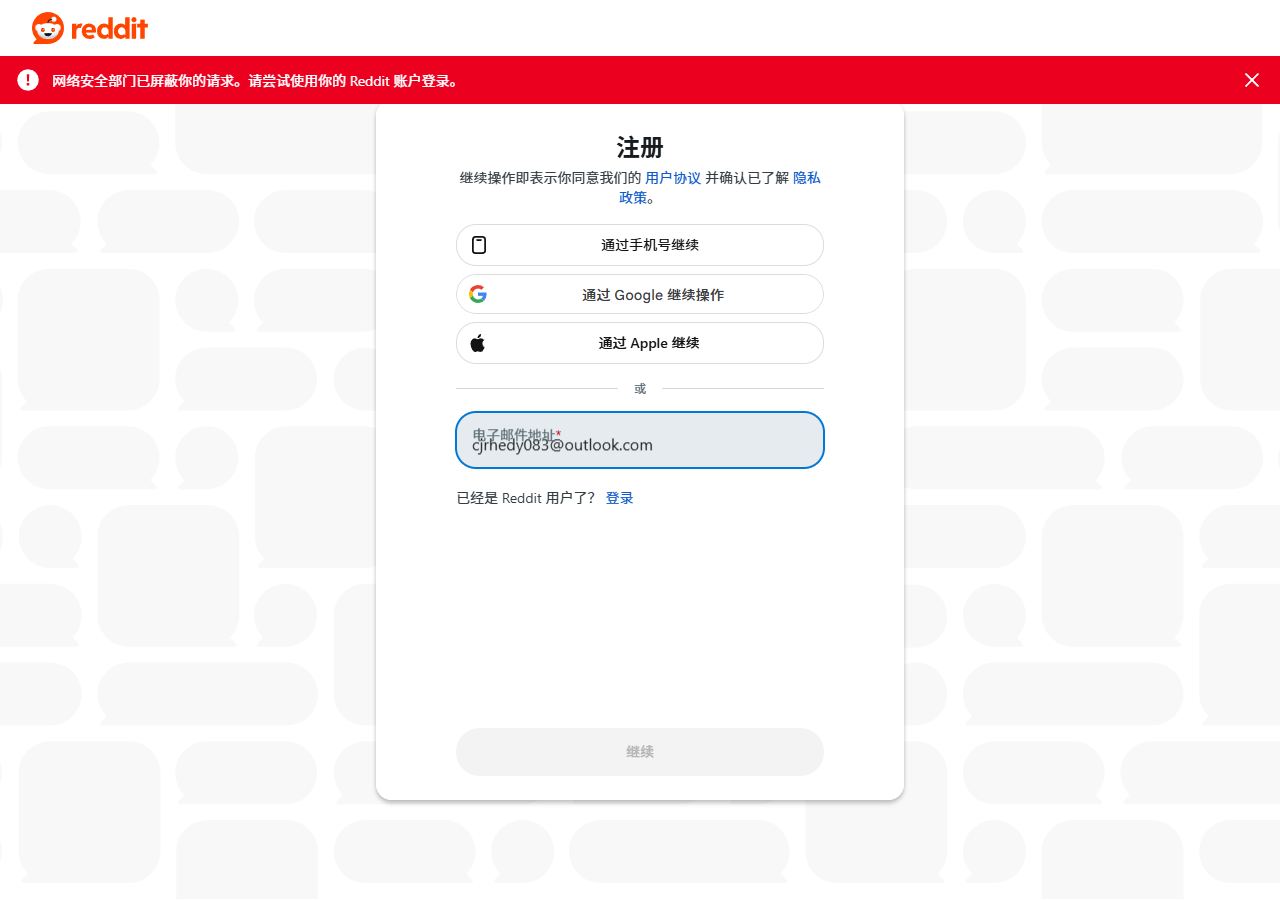 reddit
网络安全部门已屏蔽你的请求。请尝试使用你的 Reddit 账户登录。
注册
继续操作即表示你同意我们的 用户协议 并确认已了解 隐私
政策。
通过手机号继续
通过 Google 继续操作
通过 Apple 继续
或
电子邮件地址*
cjrhedy083@outlook.com
已经是 Reddit 用户了？ 登录
继续